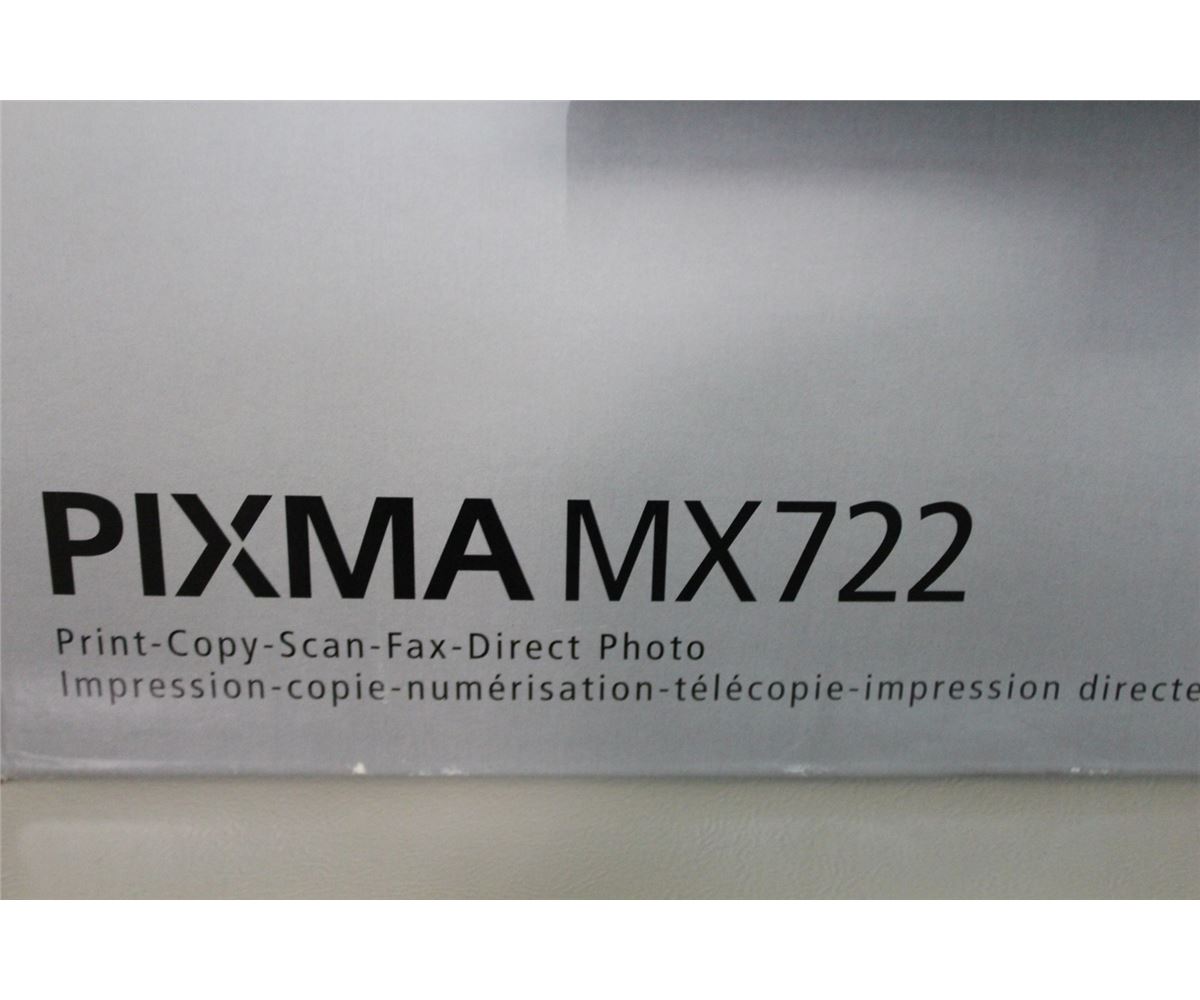 PIXMA MX722
Print-Copy-Scan-Fax-Direct Photo
Impression-copie-numérisation-télécopie-impression directe